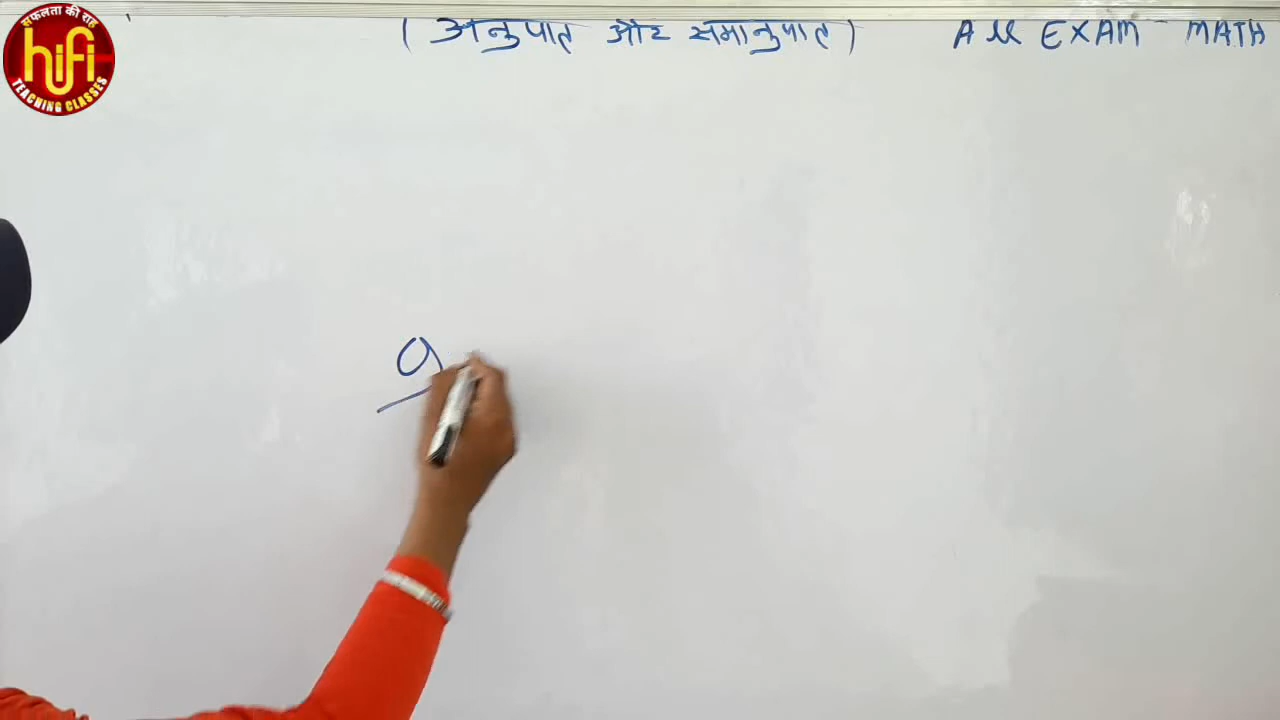 सफलता की राह
hifi
TEACHING CLASSES
( अनुपात और समानुपात ) All EXAM MATH
a